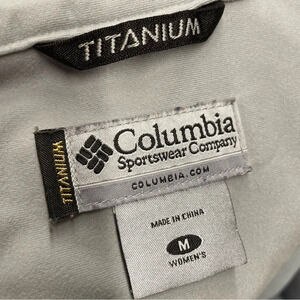 TITANIUM
TITANIUM
Columbia
Sportswear Company
COLUMBIA.COM
MADE IN CHINA
M
WOMEN'S